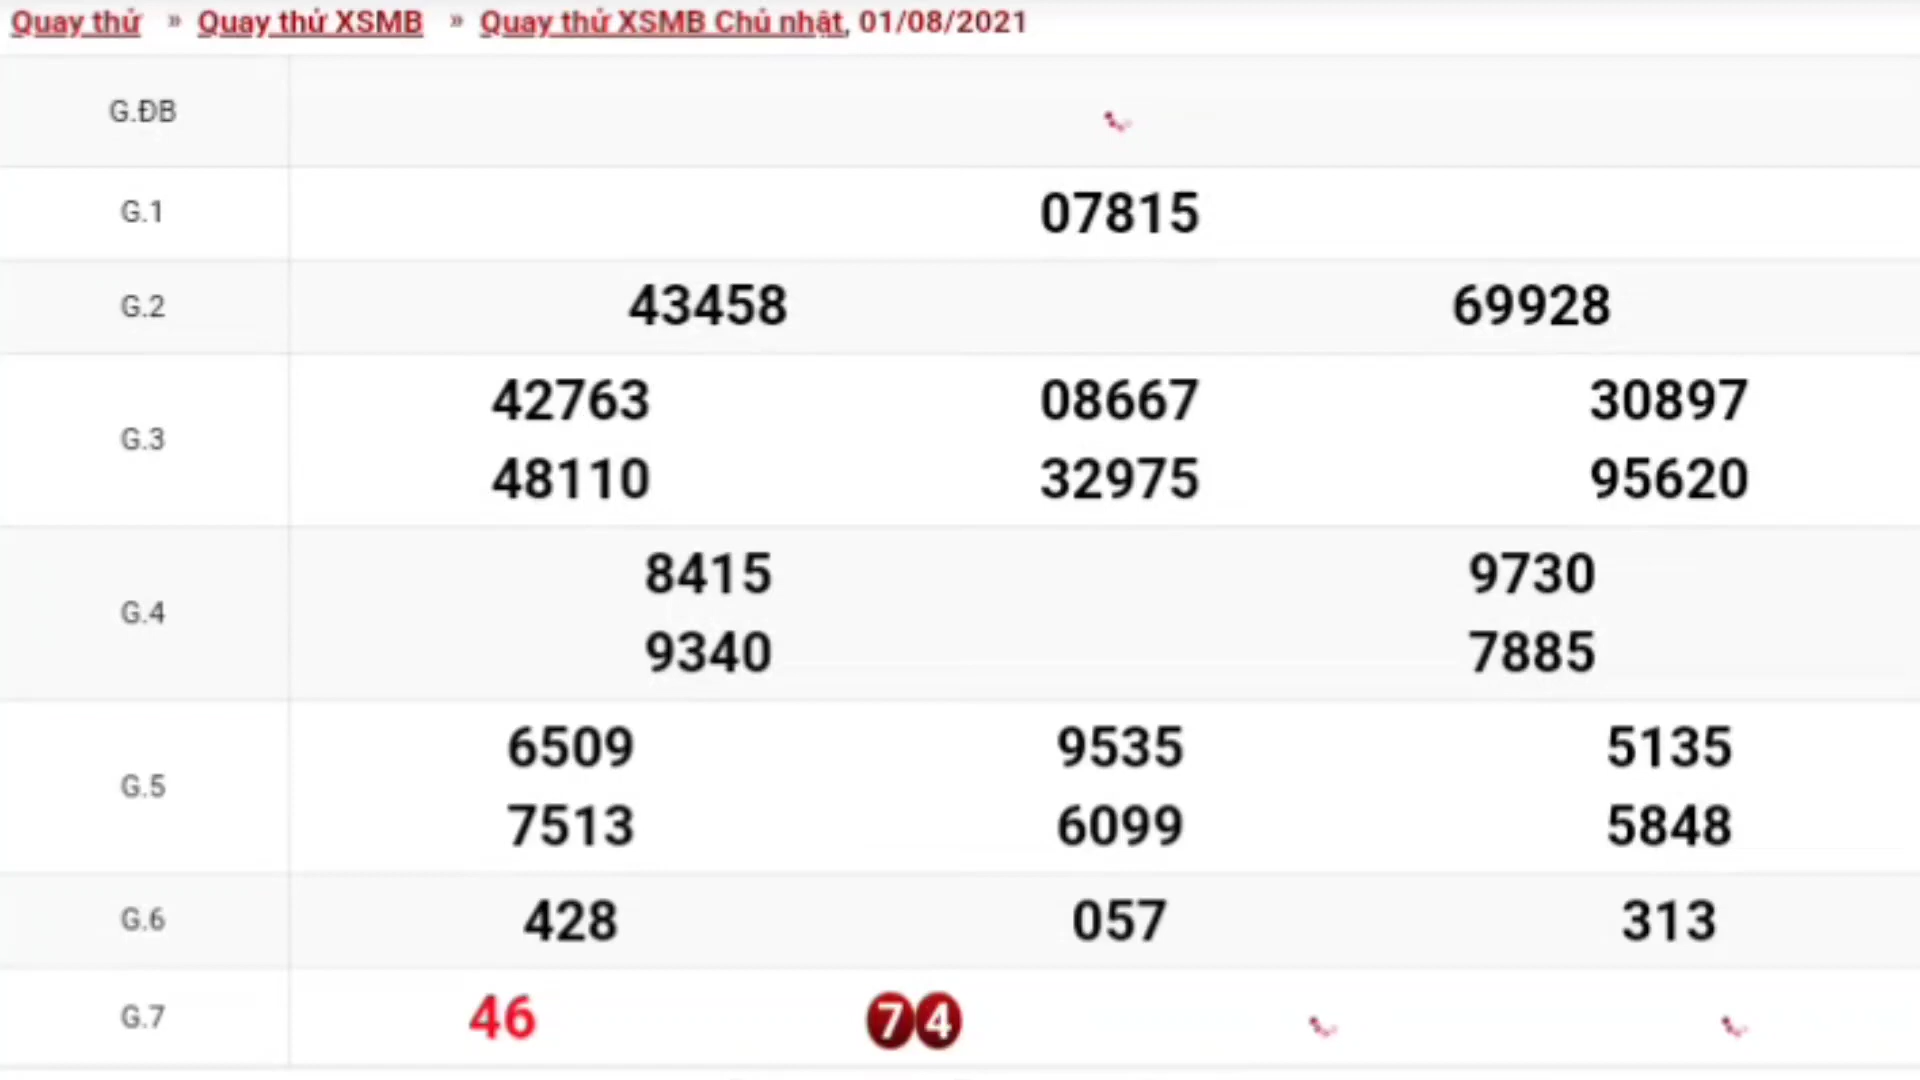 Quay thử » Quay thử XSMB » Quay thử XSMB Chủ nhật, 01/08/2021
G.ĐB
G.1 07815
G.2 43458 69928
G.3 42763 08667 30897
48110 32975 95620
G.4 8415 9730
9340 7885
G.5 6509 9535 5135
7513 6099 5848
G.6 428 057 313
G.7 46 74